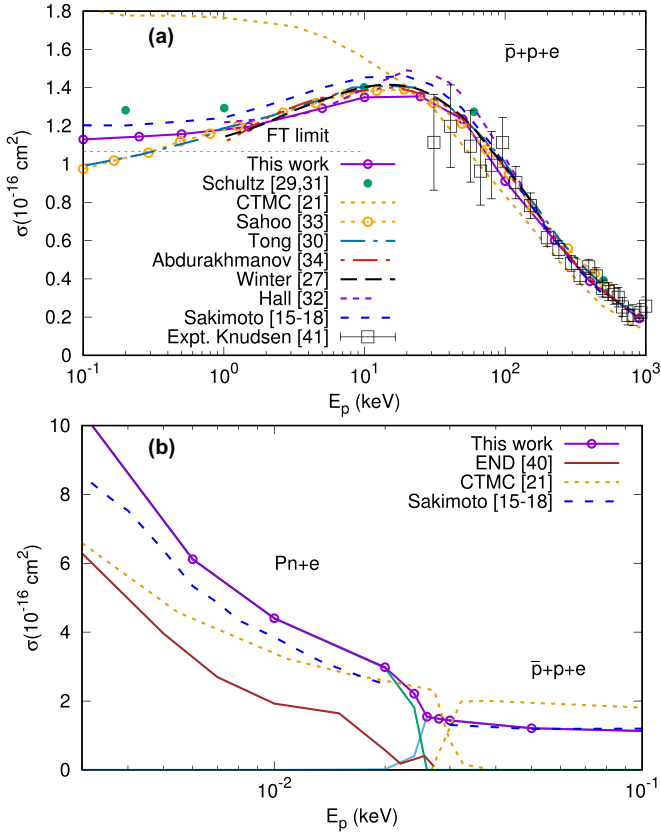 (a)
p̅+p+e
1.8
1.6
1.4
1.2
1
0.8
0.6
0.4
0.2
0
σ(10⁻¹⁶ cm²)
FT limit
This work
Schultz [29,31]
CTMC [21]
Sahoo [33]
Tong [30]
Abdurakhmanov [34]
Winter [27]
Hall [32]
Sakimoto [15-18]
Expt. Knudsen [41]
10⁻¹ 10⁰ 10¹ 10² 10³
Eₚ (keV)
(b)
This work
END [40]
CTMC [21]
Sakimoto [15-18]
10
8
6
4
2
0
σ(10⁻¹⁶ cm²)
Pn+e
p̅+p+e
10⁻² 10⁻¹
Eₚ (keV)